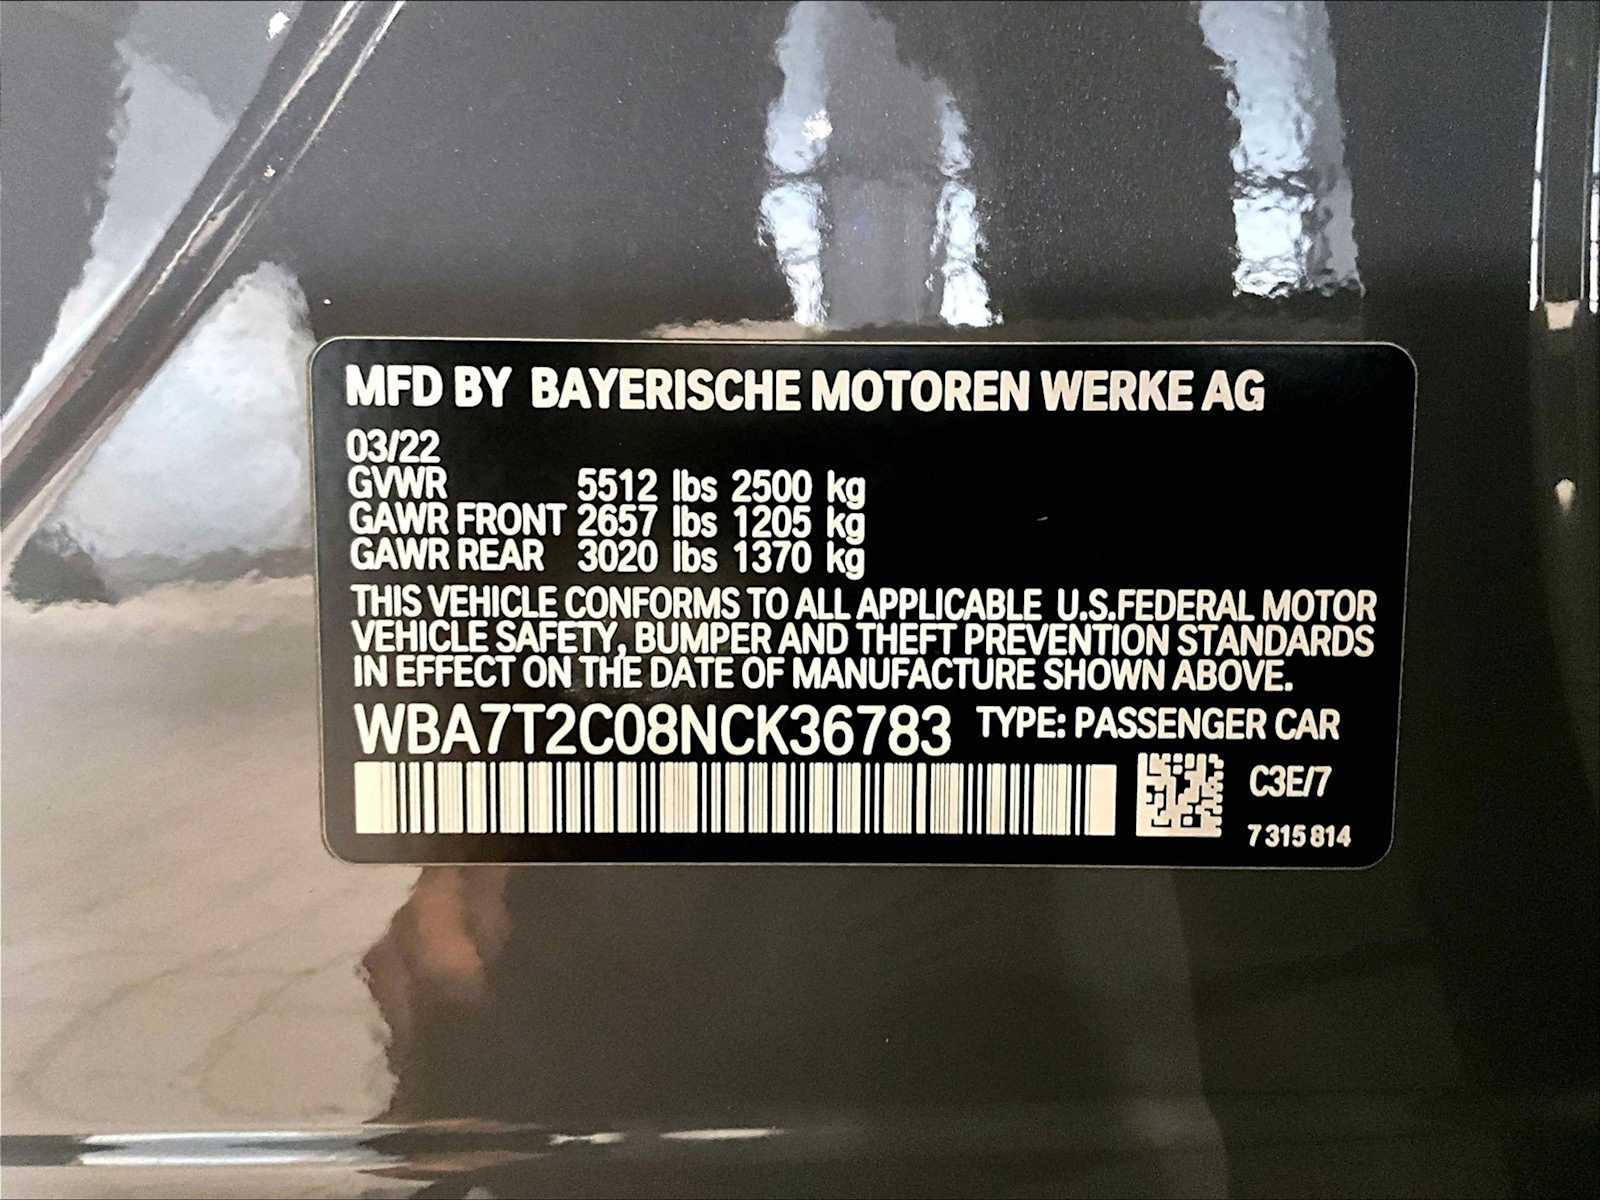 MFD BY BAYERISCHE MOTOREN WERKE AG
03/22
GVWR 5512 lbs 2500 kg
GAWR FRONT 2657 lbs 1205 kg
GAWR REAR 3020 lbs 1370 kg
THIS VEHICLE CONFORMS TO ALL APPLICABLE U.S.FEDERAL MOTOR
VEHICLE SAFETY, BUMPER AND THEFT PREVENTION STANDARDS
IN EFFECT ON THE DATE OF MANUFACTURE SHOWN ABOVE.
WBA7T2C08NCK36783 TYPE: PASSENGER CAR
C3E/7
7 315 814